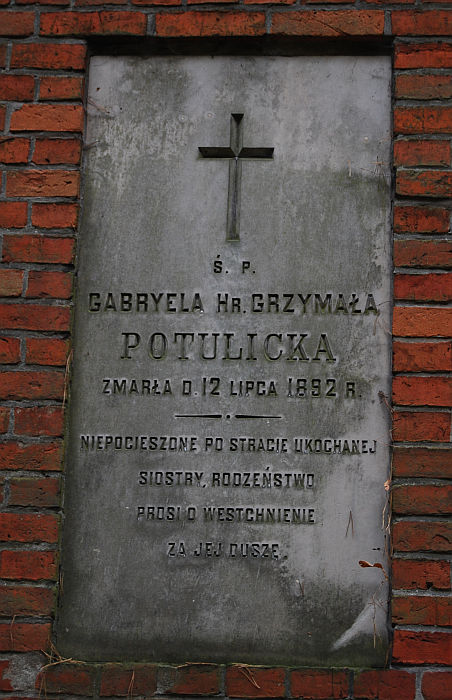 Ś. P.
GABRYELA HR. GRZYMAŁA
POTULICKA
ZMARŁA D. 12 LIPCA 1892 R.
NIEPOCIESZONE PO STRACIE UKOCHANEJ
SIOSTRY, RODZEŃSTWO
PROSI O WESTCHNIENIE
ZA JEJ DUSZĘ.